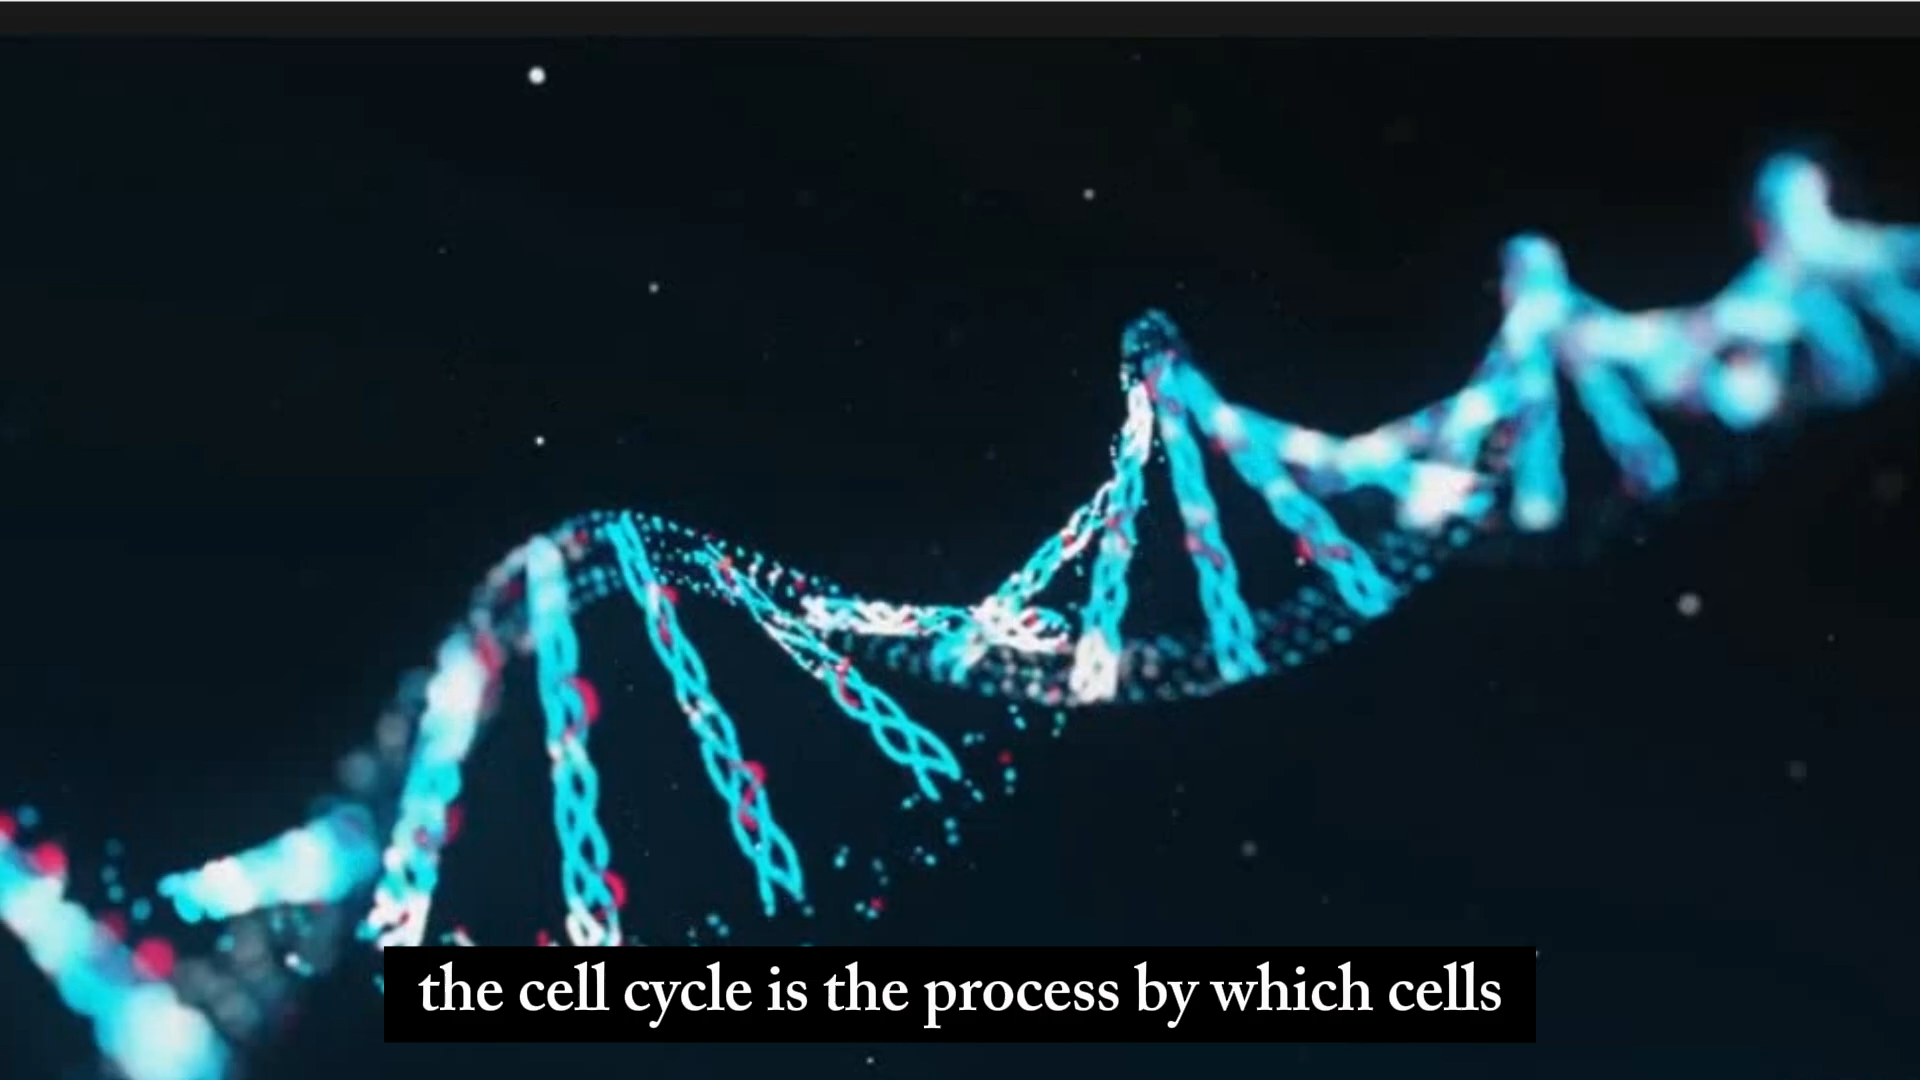 the cell cycle is the process by which cells